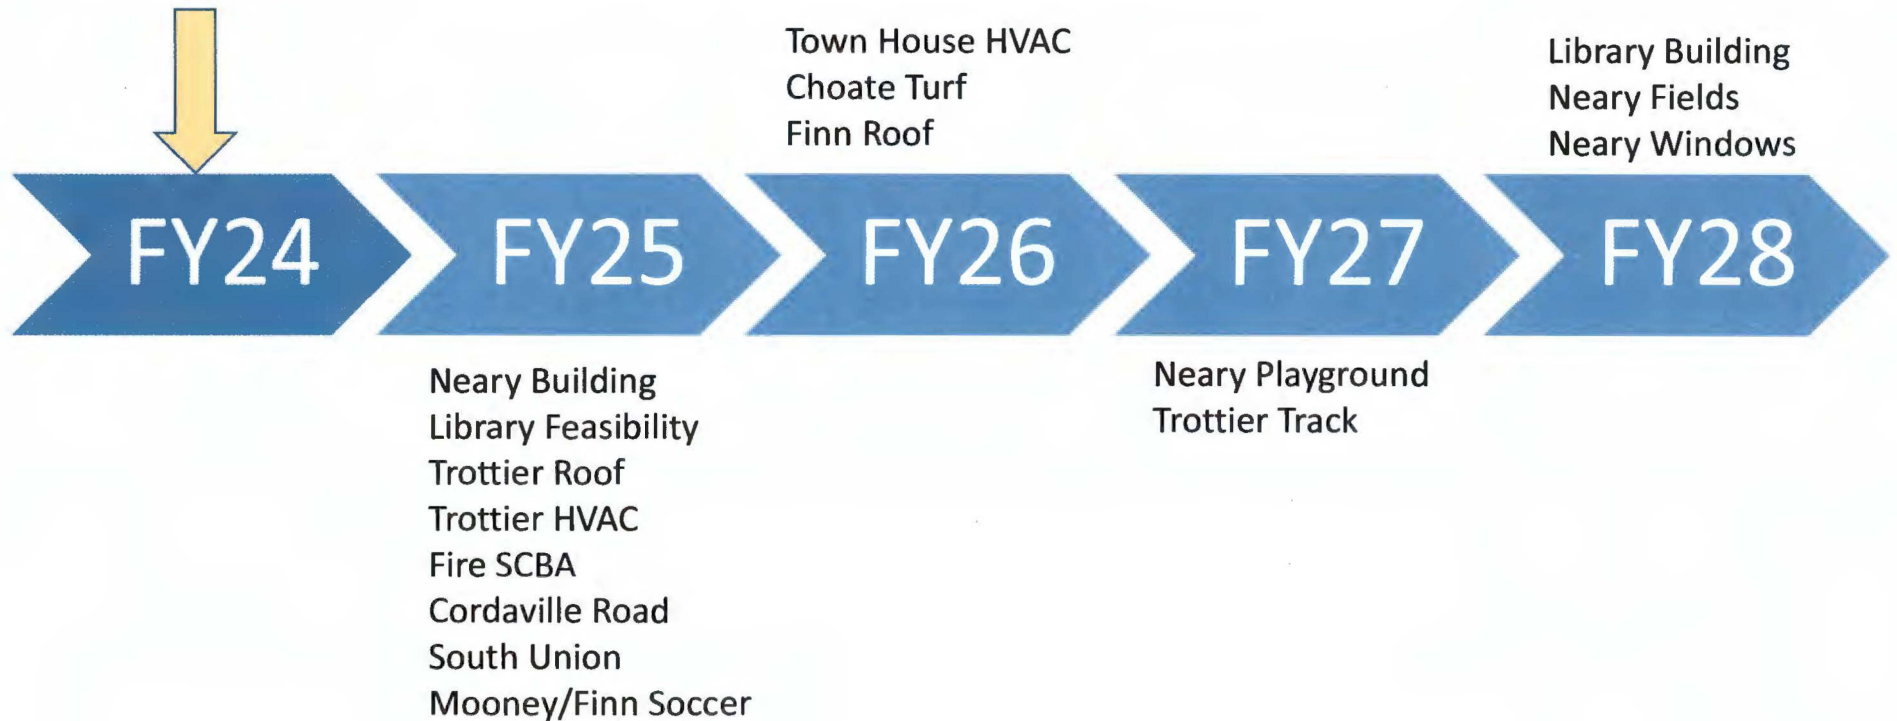 Town House HVAC
Choate Turf
Finn Roof
Library Building
Neary Fields
Neary Windows
FY24
FY25
FY26
FY27
FY28
Neary Building
Library Feasibility
Trottier Roof
Trottier HVAC
Fire SCBA
Cordaville Road
South Union
Mooney/Finn Soccer
Neary Playground
Trottier Track